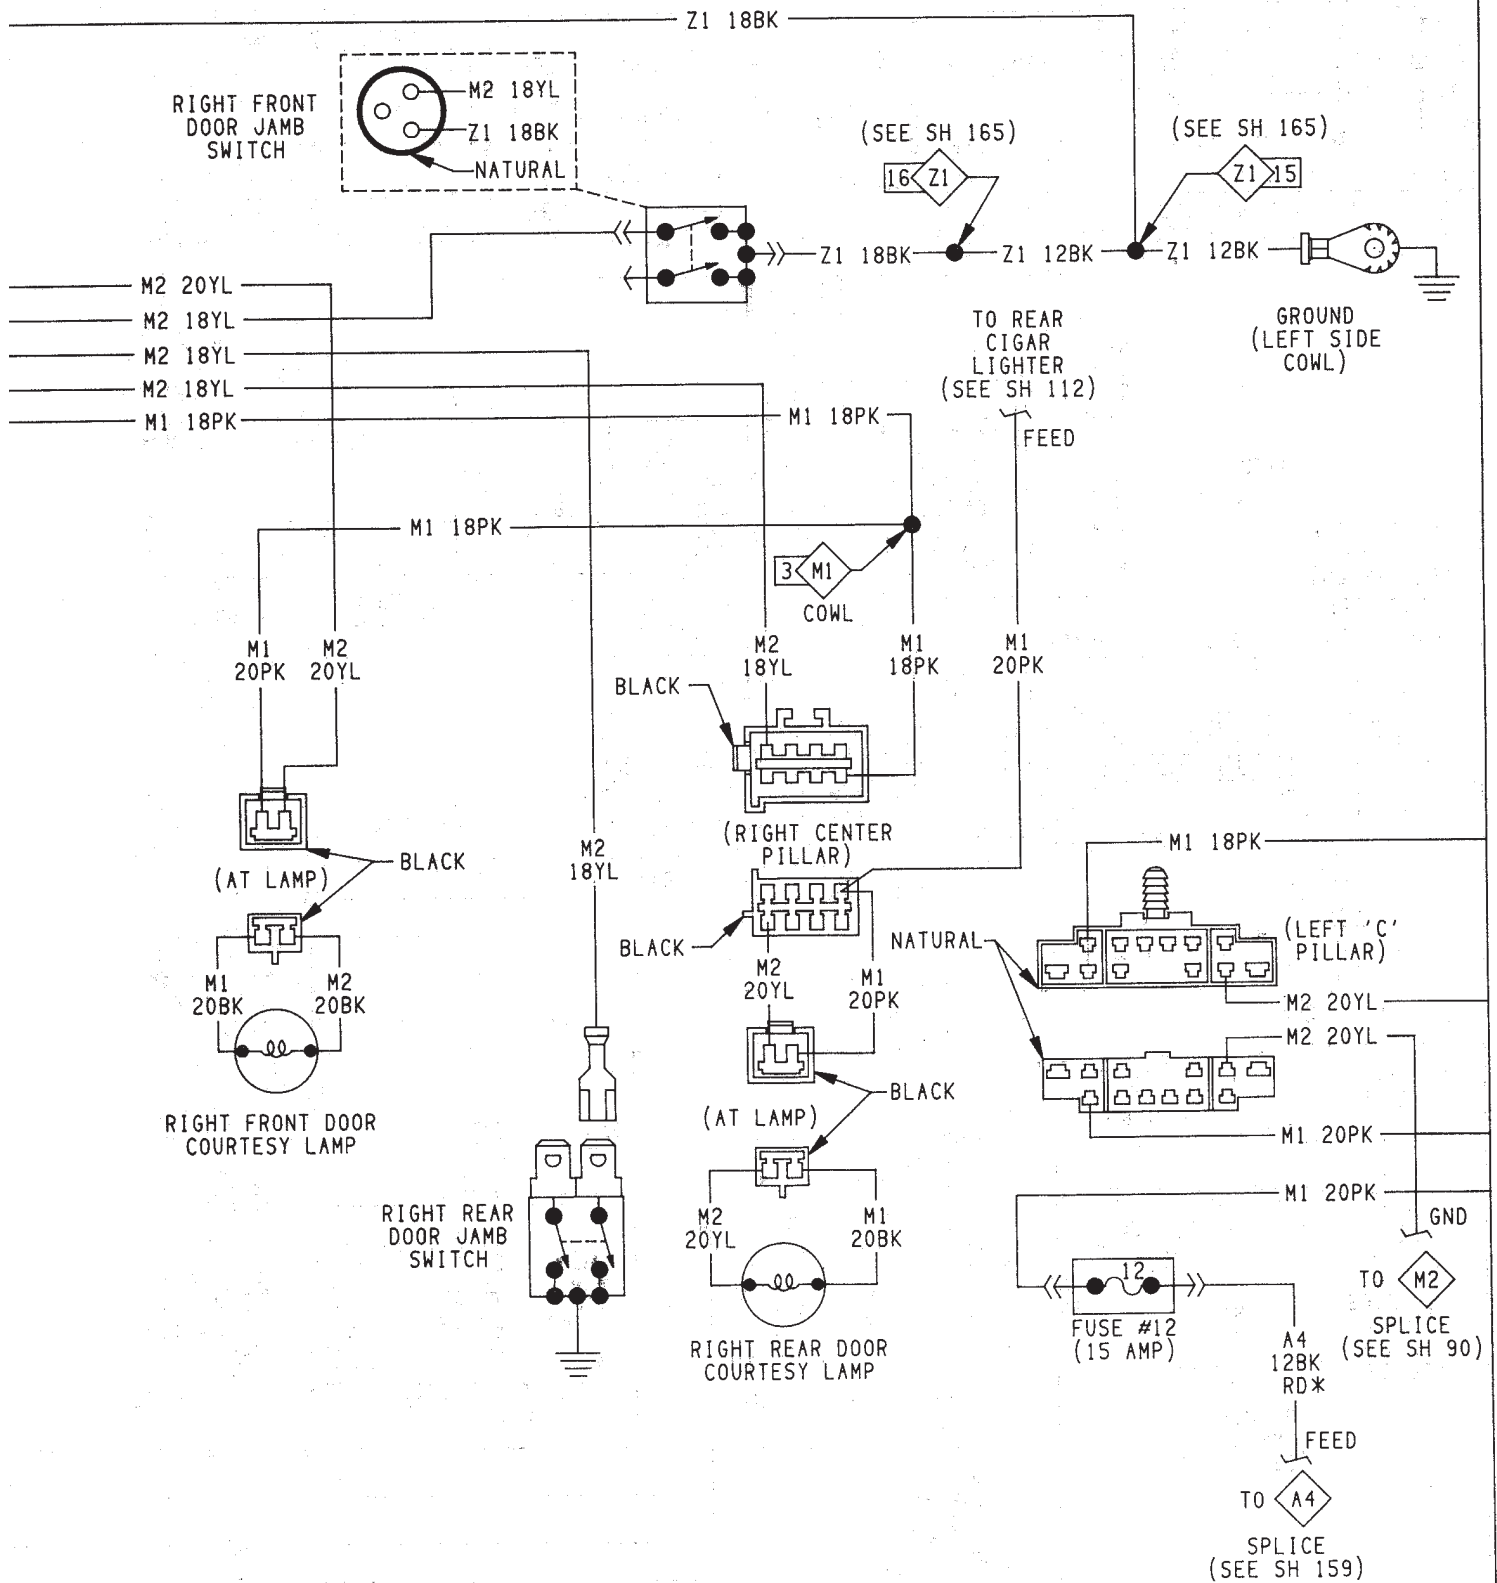 Z1 18BK
RIGHT FRONT
DOOR JAMB
SWITCH
M2 18YL
Z1 18BK
NATURAL
(SEE SH 165)
16 Z1
(SEE SH 165)
Z1 15
Z1 18BK
Z1 12BK
Z1 12BK
GROUND
(LEFT SIDE
COWL)
M2 20YL
M2 18YL
M2 18YL
M2 18YL
M1 18PK
M1 18PK
TO REAR
CIGAR
LIGHTER
(SEE SH 112)
FEED
M1 18PK
3 M1
COWL
M1
20PK
M2
20YL
M2
18YL
M1
18PK
M1
20PK
BLACK
(RIGHT CENTER
PILLAR)
BLACK
(AT LAMP)
BLACK
M2
18YL
M1 18PK
NATURAL
(LEFT 'C'
PILLAR)
M2
20YL
M1
20PK
M1
20BK
M2
20BK
M2 20YL
M2 20YL
RIGHT FRONT DOOR
COURTESY LAMP
(AT LAMP)
BLACK
M1 20PK
M1 20PK
RIGHT REAR
DOOR JAMB
SWITCH
M2
20YL
M1
20BK
RIGHT REAR DOOR
COURTESY LAMP
12
FUSE #12
(15 AMP)
GND
TO M2
SPLICE
(SEE SH 90)
A4
12BK
RD*
FEED
TO A4
SPLICE
(SEE SH 159)